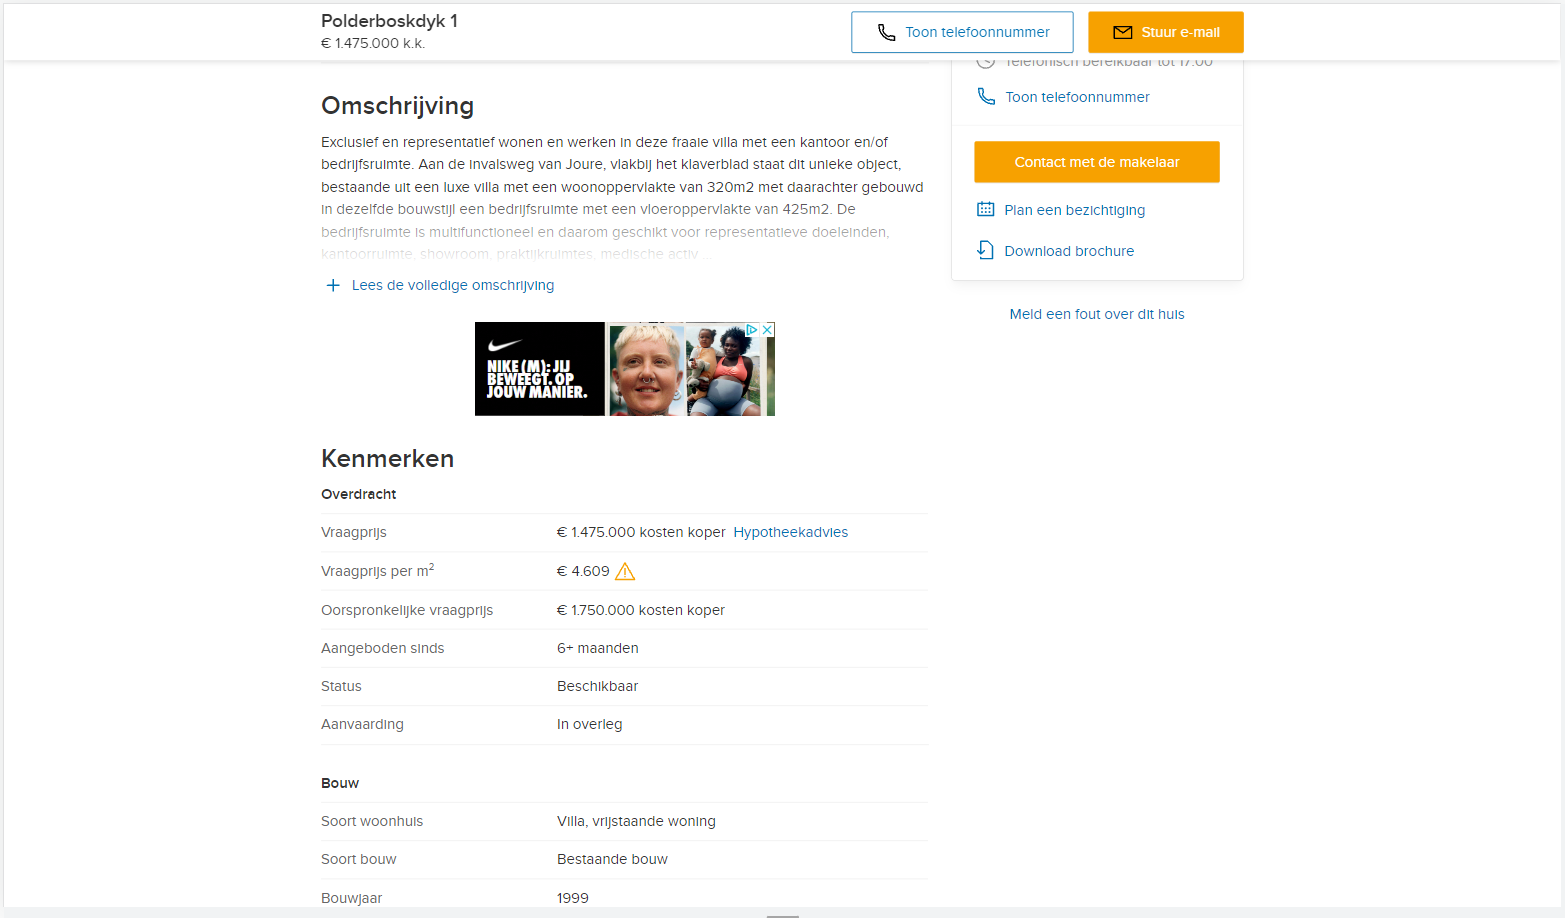 Polderboskdyk 1
€ 1.475.000 k.k.
Toon telefoonnummer
Stuur e-mail
Telefonisch bereikbaar tot 17:00
Toon telefoonnummer
Contact met de makelaar
Plan een bezichtiging
Download brochure
Meld een fout over dit huis
Omschrijving
Exclusief en representatief wonen en werken in deze fraaie villa met een kantoor en/of
bedrijfsruimte. Aan de invalsweg van Joure, vlakbij het klaverblad staat dit unieke object,
bestaande uit een luxe villa met een woonoppervlakte van 320m2 met daarachter gebouwd
in dezelfde bouwstijl een bedrijfsruimte met een vloeroppervlakte van 425m2. De
bedrijfsruimte is multifunctioneel en daarom geschikt voor representatieve doeleinden,
kantoorruimte, showroom, praktijkruimtes, medische activ ...
Lees de volledige omschrijving
NIKE (M): JIJ
BEWEEGT. OP
JOUW MANIER.
Kenmerken
Overdracht
Vraagprijs € 1.475.000 kosten koper Hypotheekadvies
Vraagprijs per m² € 4.609
Oorspronkelijke vraagprijs € 1.750.000 kosten koper
Aangeboden sinds 6+ maanden
Status Beschikbaar
Aanvaarding In overleg
Bouw
Soort woonhuis Villa, vrijstaande woning
Soort bouw Bestaande bouw
Bouwjaar 1999